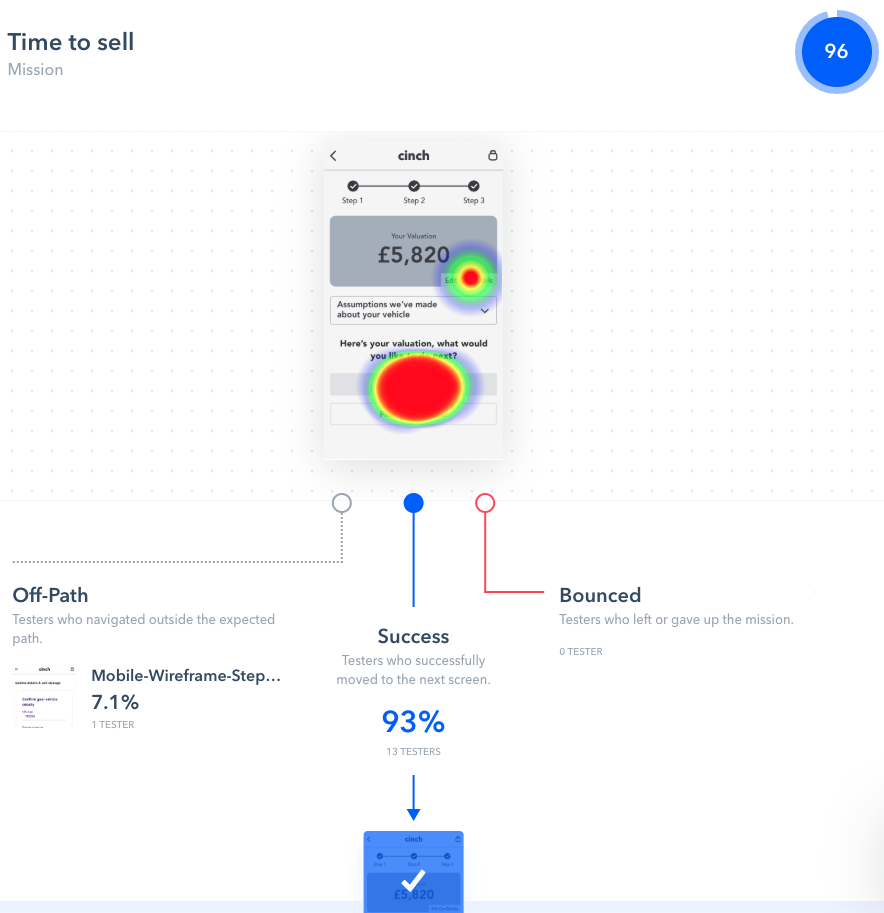 Time to sell
Mission
96
cinch
Step 1 Step 2 Step 3
Your Valuation
£5,820
Edit
Assumptions we've made
about your vehicle
Here's your valuation, what would
you like to do next?
Off-Path
Testers who navigated outside the expected
path.
cinch
Confirm your vehicle
details
Mobile-Wireframe-Step...
7.1%
1 TESTER
Success
Testers who successfully
moved to the next screen.
93%
13 TESTERS
Bounced
Testers who left or gave up the mission.
0 TESTER
cinch
Step 1 Step 2 Step 3
£5,820